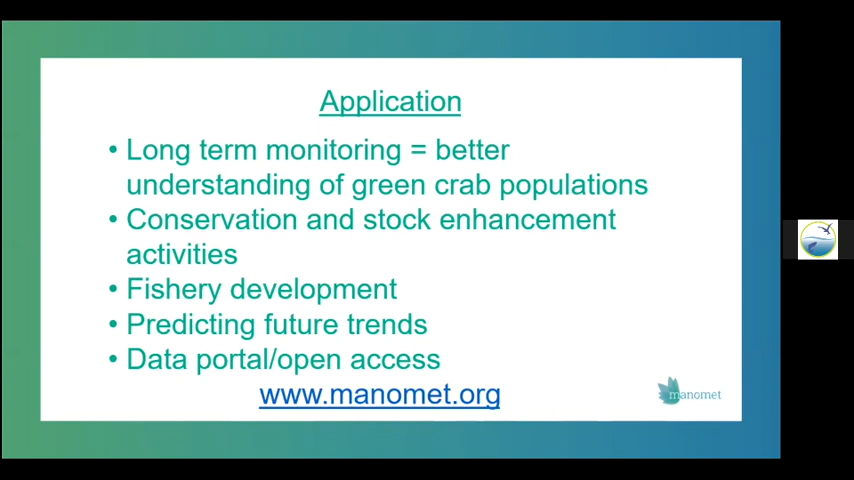 Application
• Long term monitoring = better
understanding of green crab populations
• Conservation and stock enhancement
activities
• Fishery development
• Predicting future trends
• Data portal/open access
www.manomet.org
manomet